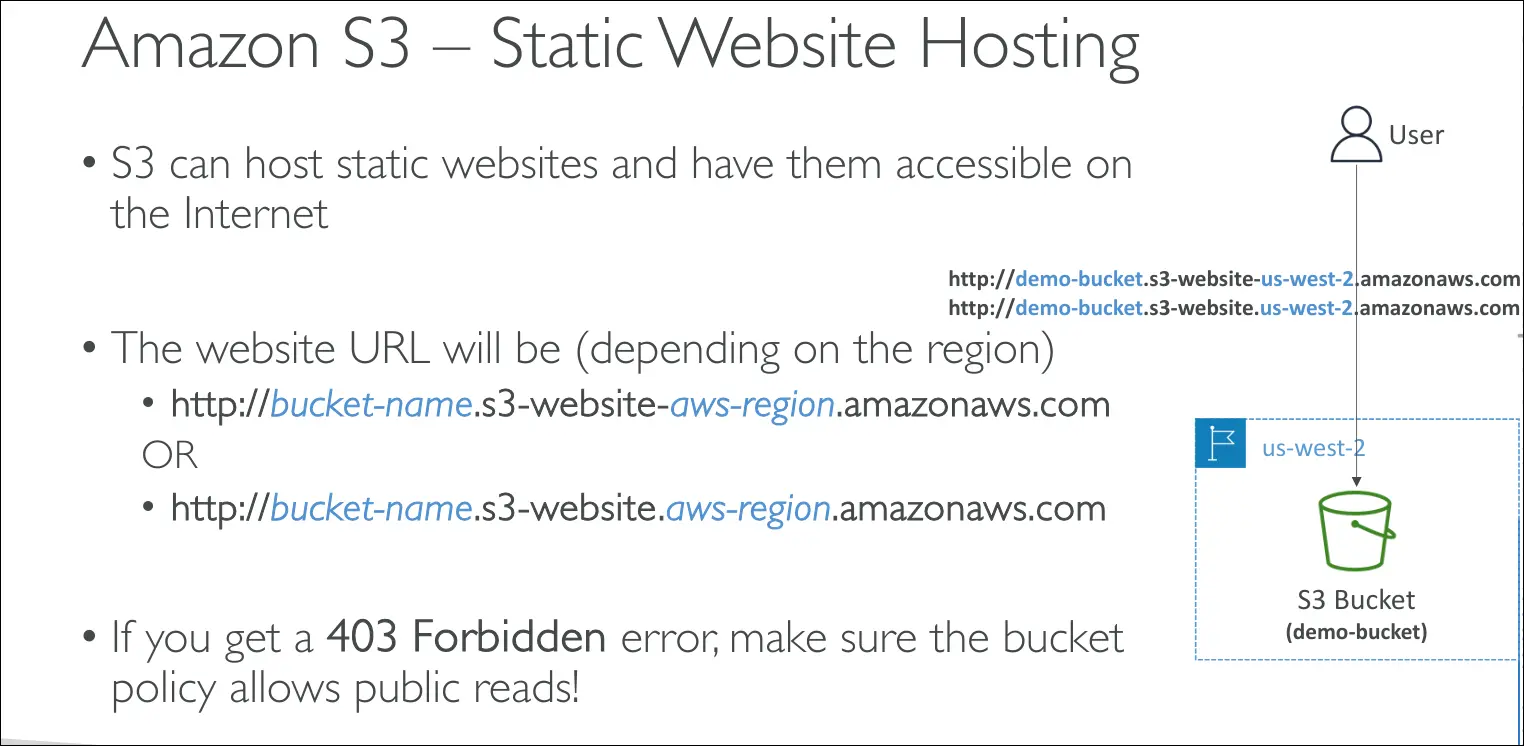 Amazon S3 – Static Website Hosting
• S3 can host static websites and have them accessible on
the Internet
• The website URL will be (depending on the region)
• http://bucket-name.s3-website-aws-region.amazonaws.com
OR
• http://bucket-name.s3-website.aws-region.amazonaws.com
• If you get a 403 Forbidden error, make sure the bucket
policy allows public reads!
User
http://demo-bucket.s3-website-us-west-2.amazonaws.com
http://demo-bucket.s3-website.us-west-2.amazonaws.com
us-west-2
S3 Bucket
(demo-bucket)